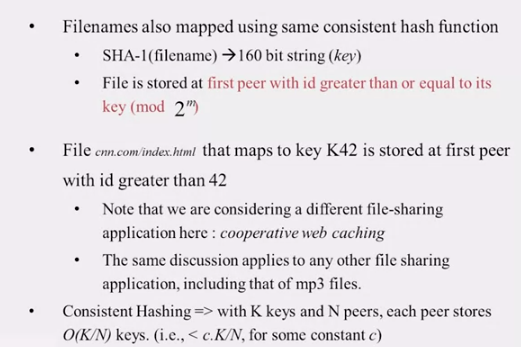 • Filenames also mapped using same consistent hash function
• SHA-1(filename) →160 bit string (key)
• File is stored at first peer with id greater than or equal to its
key (mod 2^m)
• File cnn.com/index.html that maps to key K42 is stored at first peer
with id greater than 42
• Note that we are considering a different file-sharing
application here : cooperative web caching
• The same discussion applies to any other file sharing
application, including that of mp3 files.
• Consistent Hashing => with K keys and N peers, each peer stores
O(K/N) keys. (i.e., < c.K/N, for some constant c)